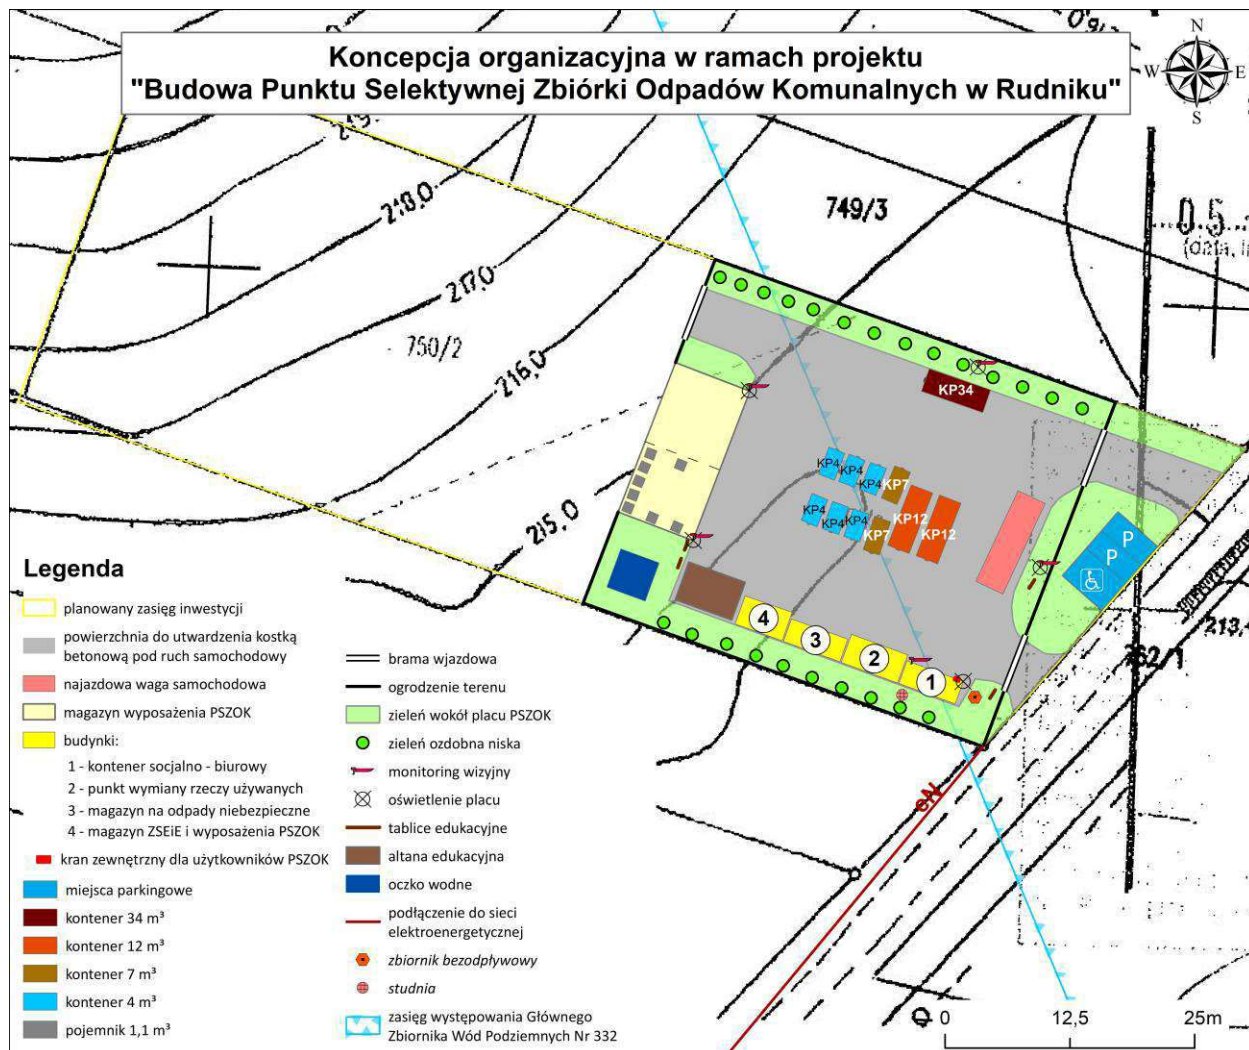 Koncepcja organizacyjna w ramach projektu
"Budowa Punktu Selektywnej Zbiórki Odpadów Komunalnych w Rudniku"
N
W E
S
218,0
749/3
0.5
217,0
750/2
216,0
215,0
KP34
KP4
KP4
KP4
KP7
KP4
KP4
KP4
KP7
KP12
KP12
P
P
4
3
2
1
eN
Legenda
planowany zasięg inwestycji
powierzchnia do utwardzenia kostką
betonową pod ruch samochodowy
najazdowa waga samochodowa
magazyn wyposażenia PSZOK
budynki:
1 - kontener socjalno - biurowy
2 - punkt wymiany rzeczy używanych
3 - magazyn na odpady niebezpieczne
4 - magazyn ZSEiE i wyposażenia PSZOK
kran zewnętrzny dla użytkowników PSZOK
miejsca parkingowe
kontener 34 m³
kontener 12 m³
kontener 7 m³
kontener 4 m³
pojemnik 1,1 m³
brama wjazdowa
ogrodzenie terenu
zieleń wokół placu PSZOK
zieleń ozdobna niska
monitoring wizyjny
oświetlenie placu
tablice edukacyjne
altana edukacyjna
oczko wodne
podłączenie do sieci
elektroenergetycznej
zbiornik bezodpływowy
studnia
zasięg występowania Głównego
Zbiornika Wód Podziemnych Nr 332
0 12,5 25m